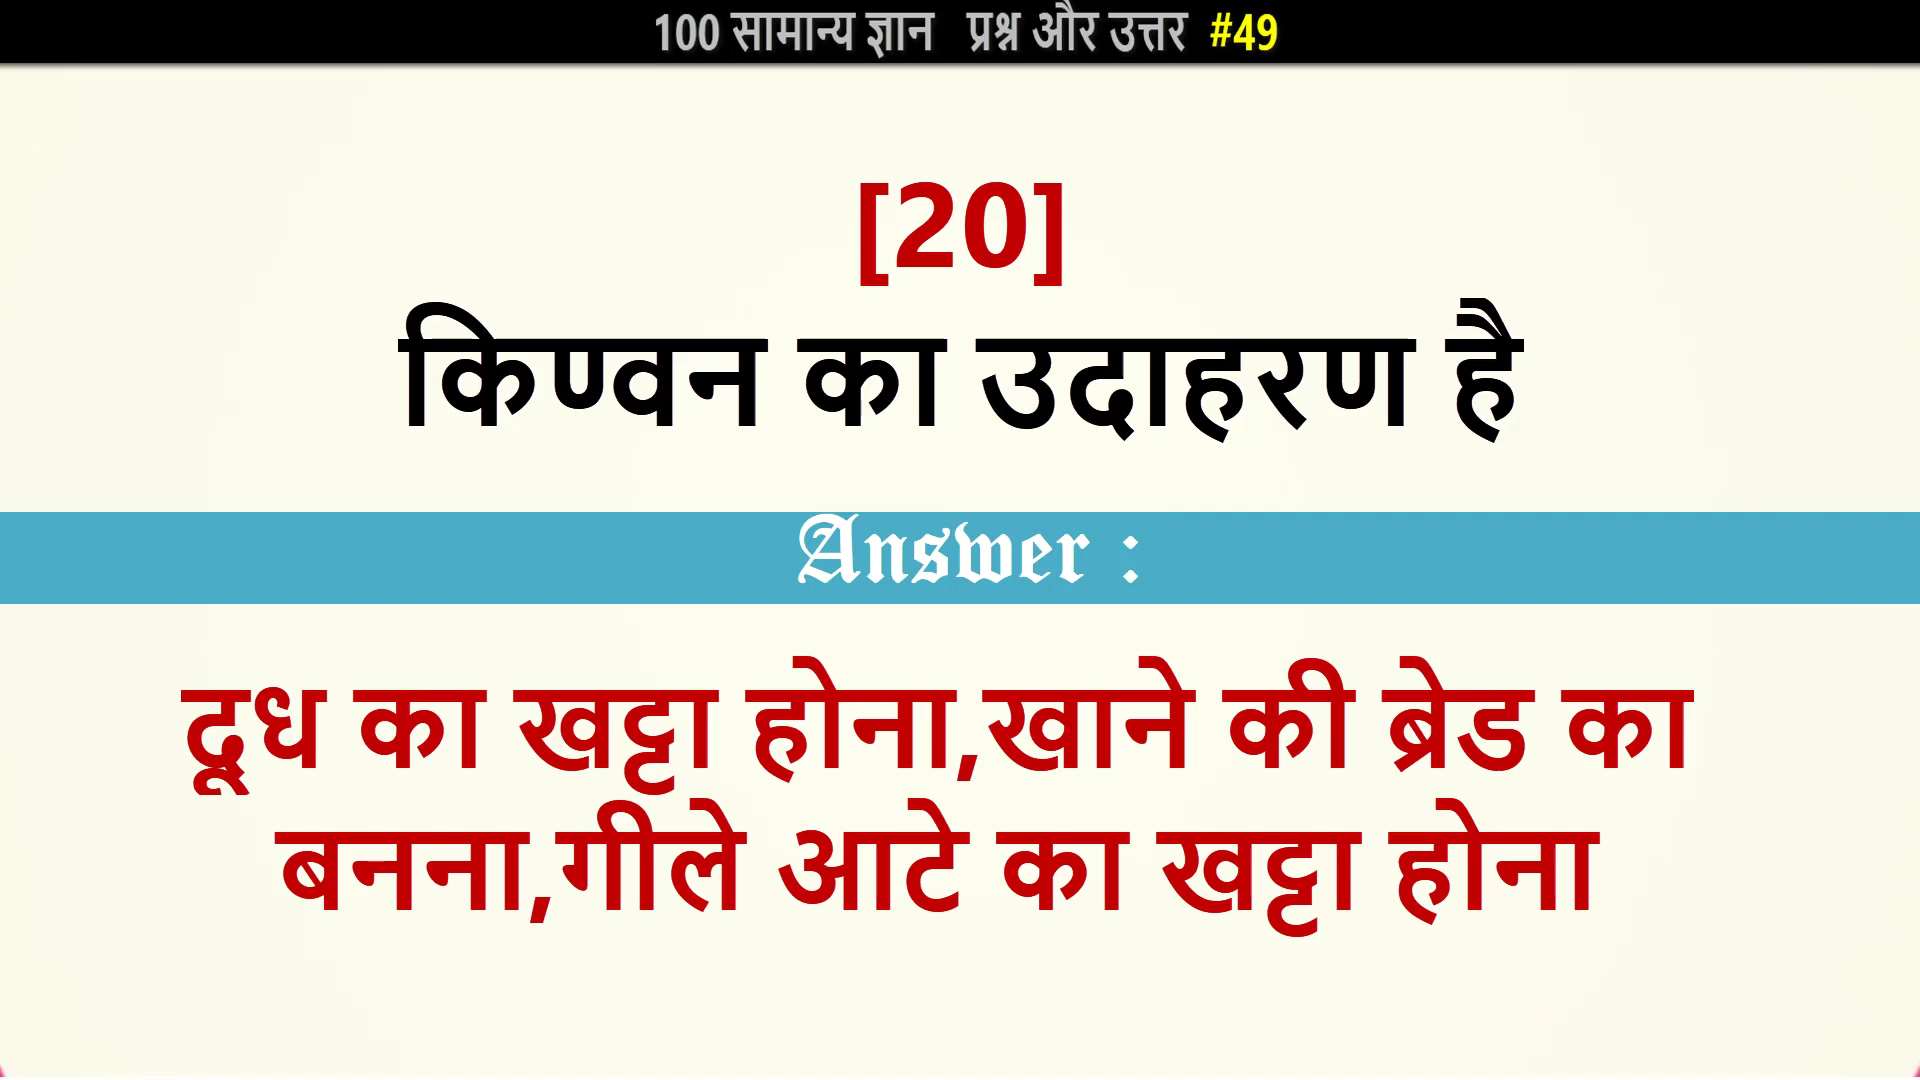 100 सामान्य ज्ञान प्रश्न और उत्तर #49
[20]
किण्वन का उदाहरण है
Answer :
दूध का खट्टा होना,खाने की ब्रेड का
बनना,गीले आटे का खट्टा होना